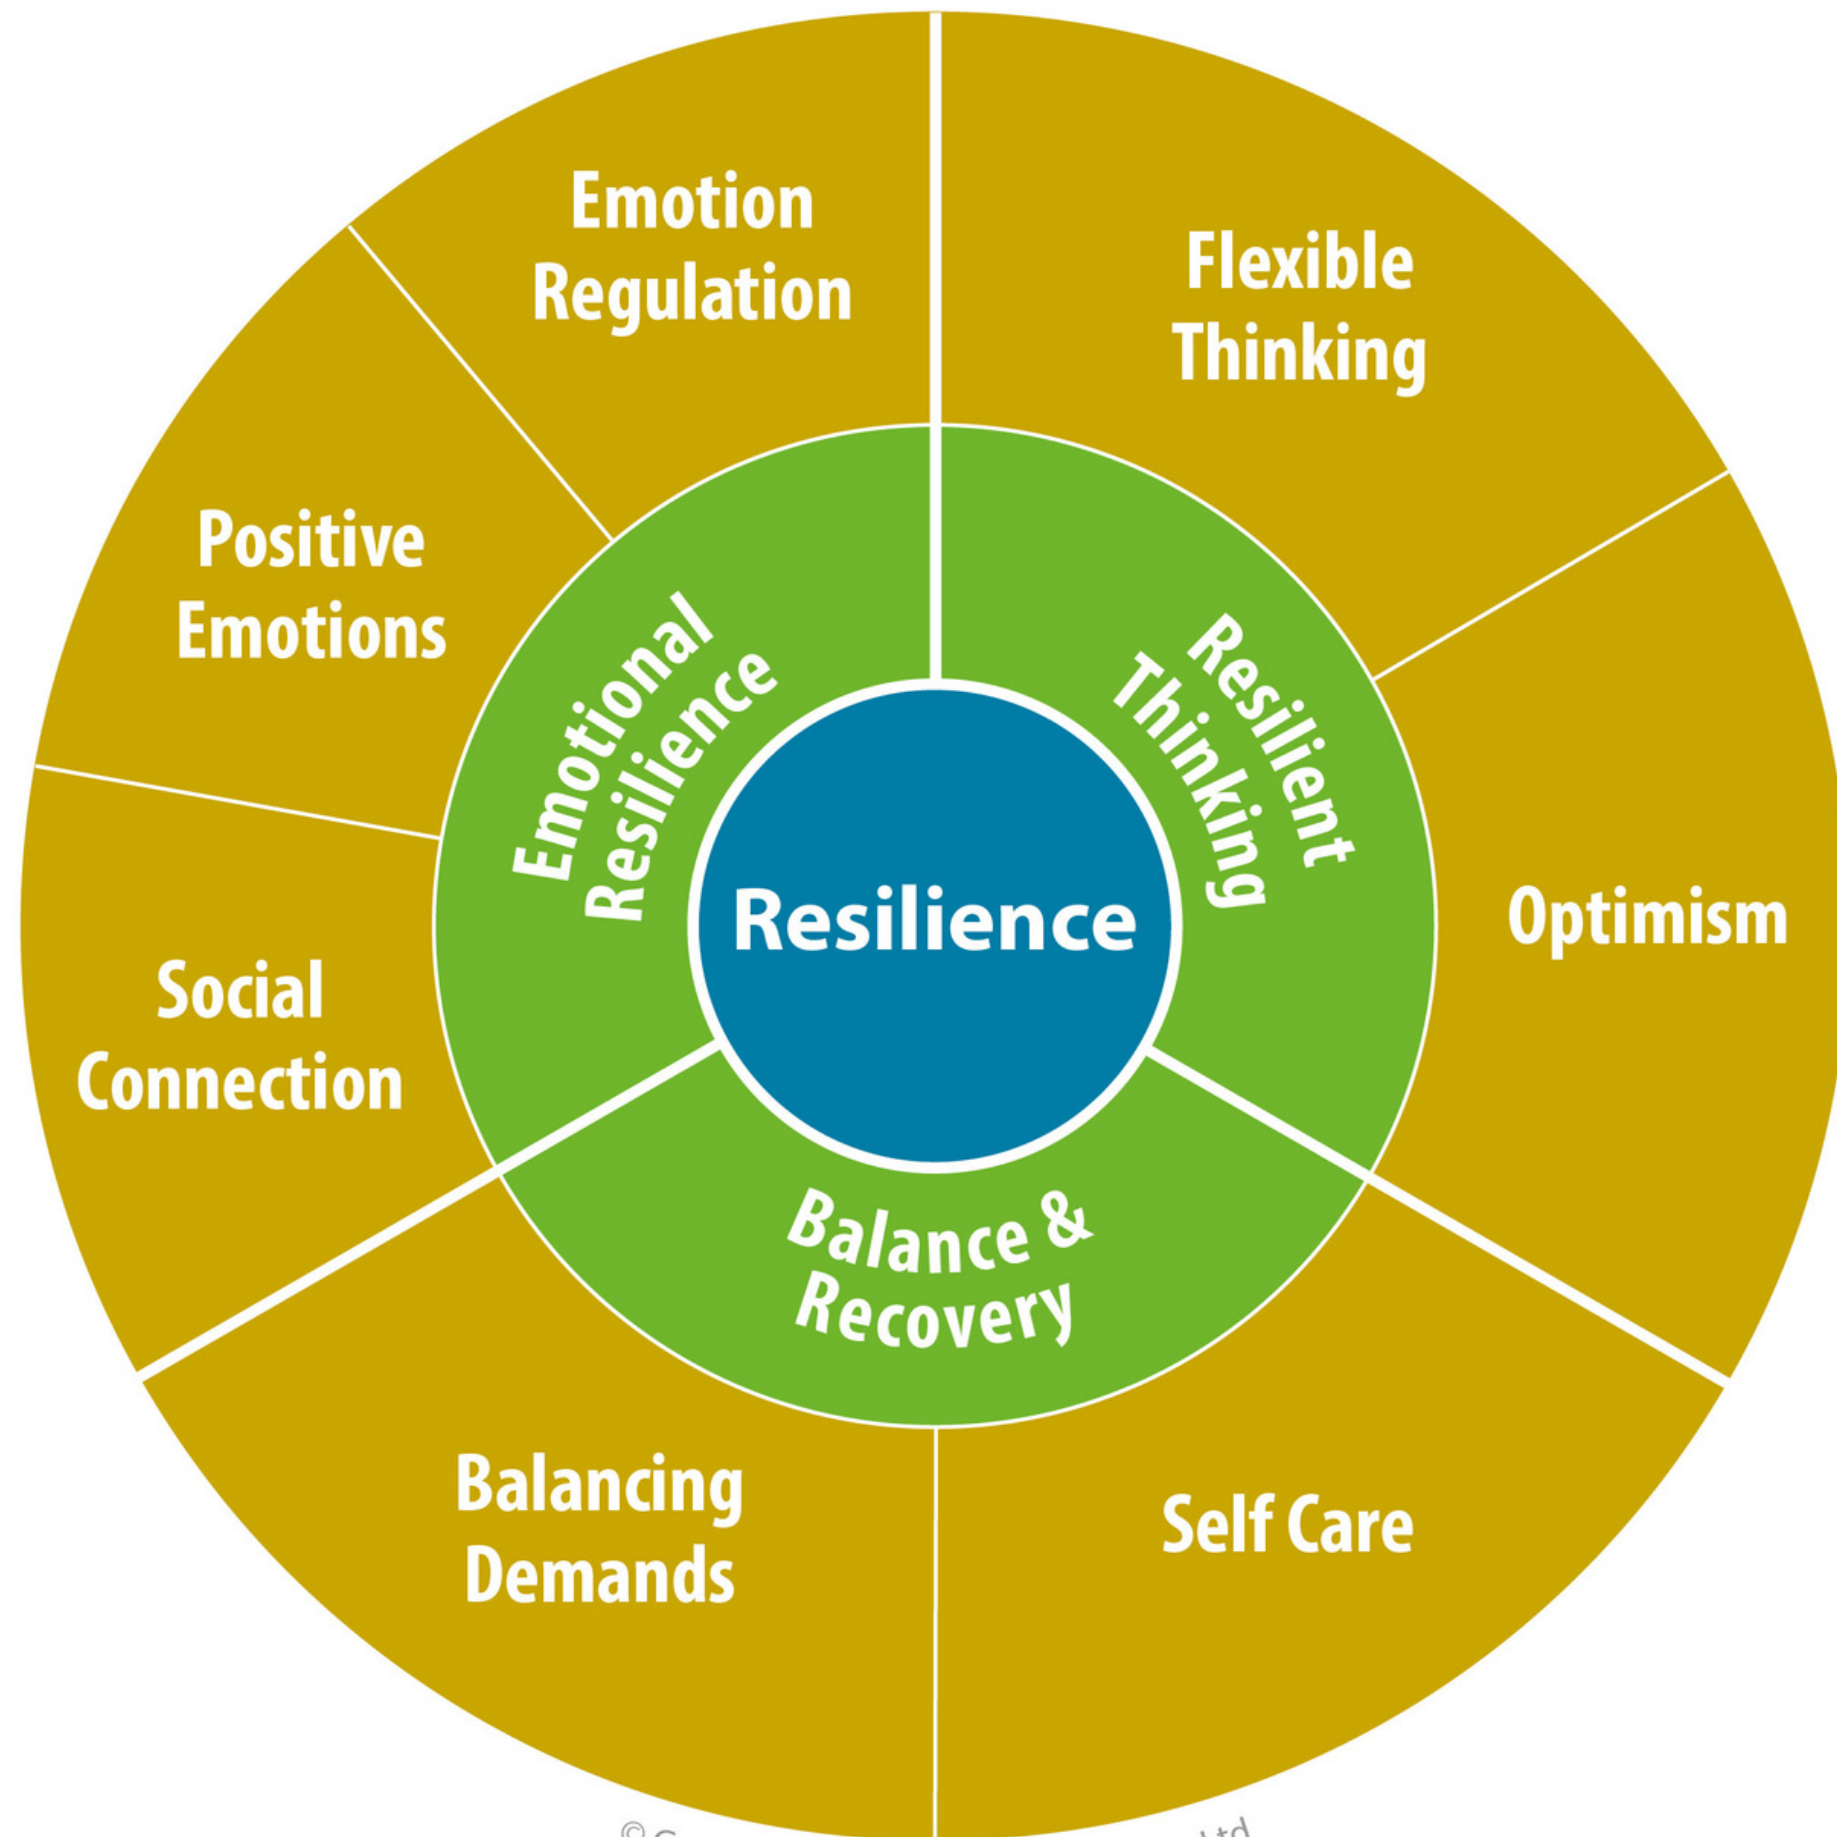 Emotion
Regulation
Flexible
Thinking
Positive
Emotions
Emotional
Resilience
Resilient
Thinking
Resilience
Optimism
Social
Connection
Balance &
Recovery
Balancing
Demands
Self Care
©
Ltd